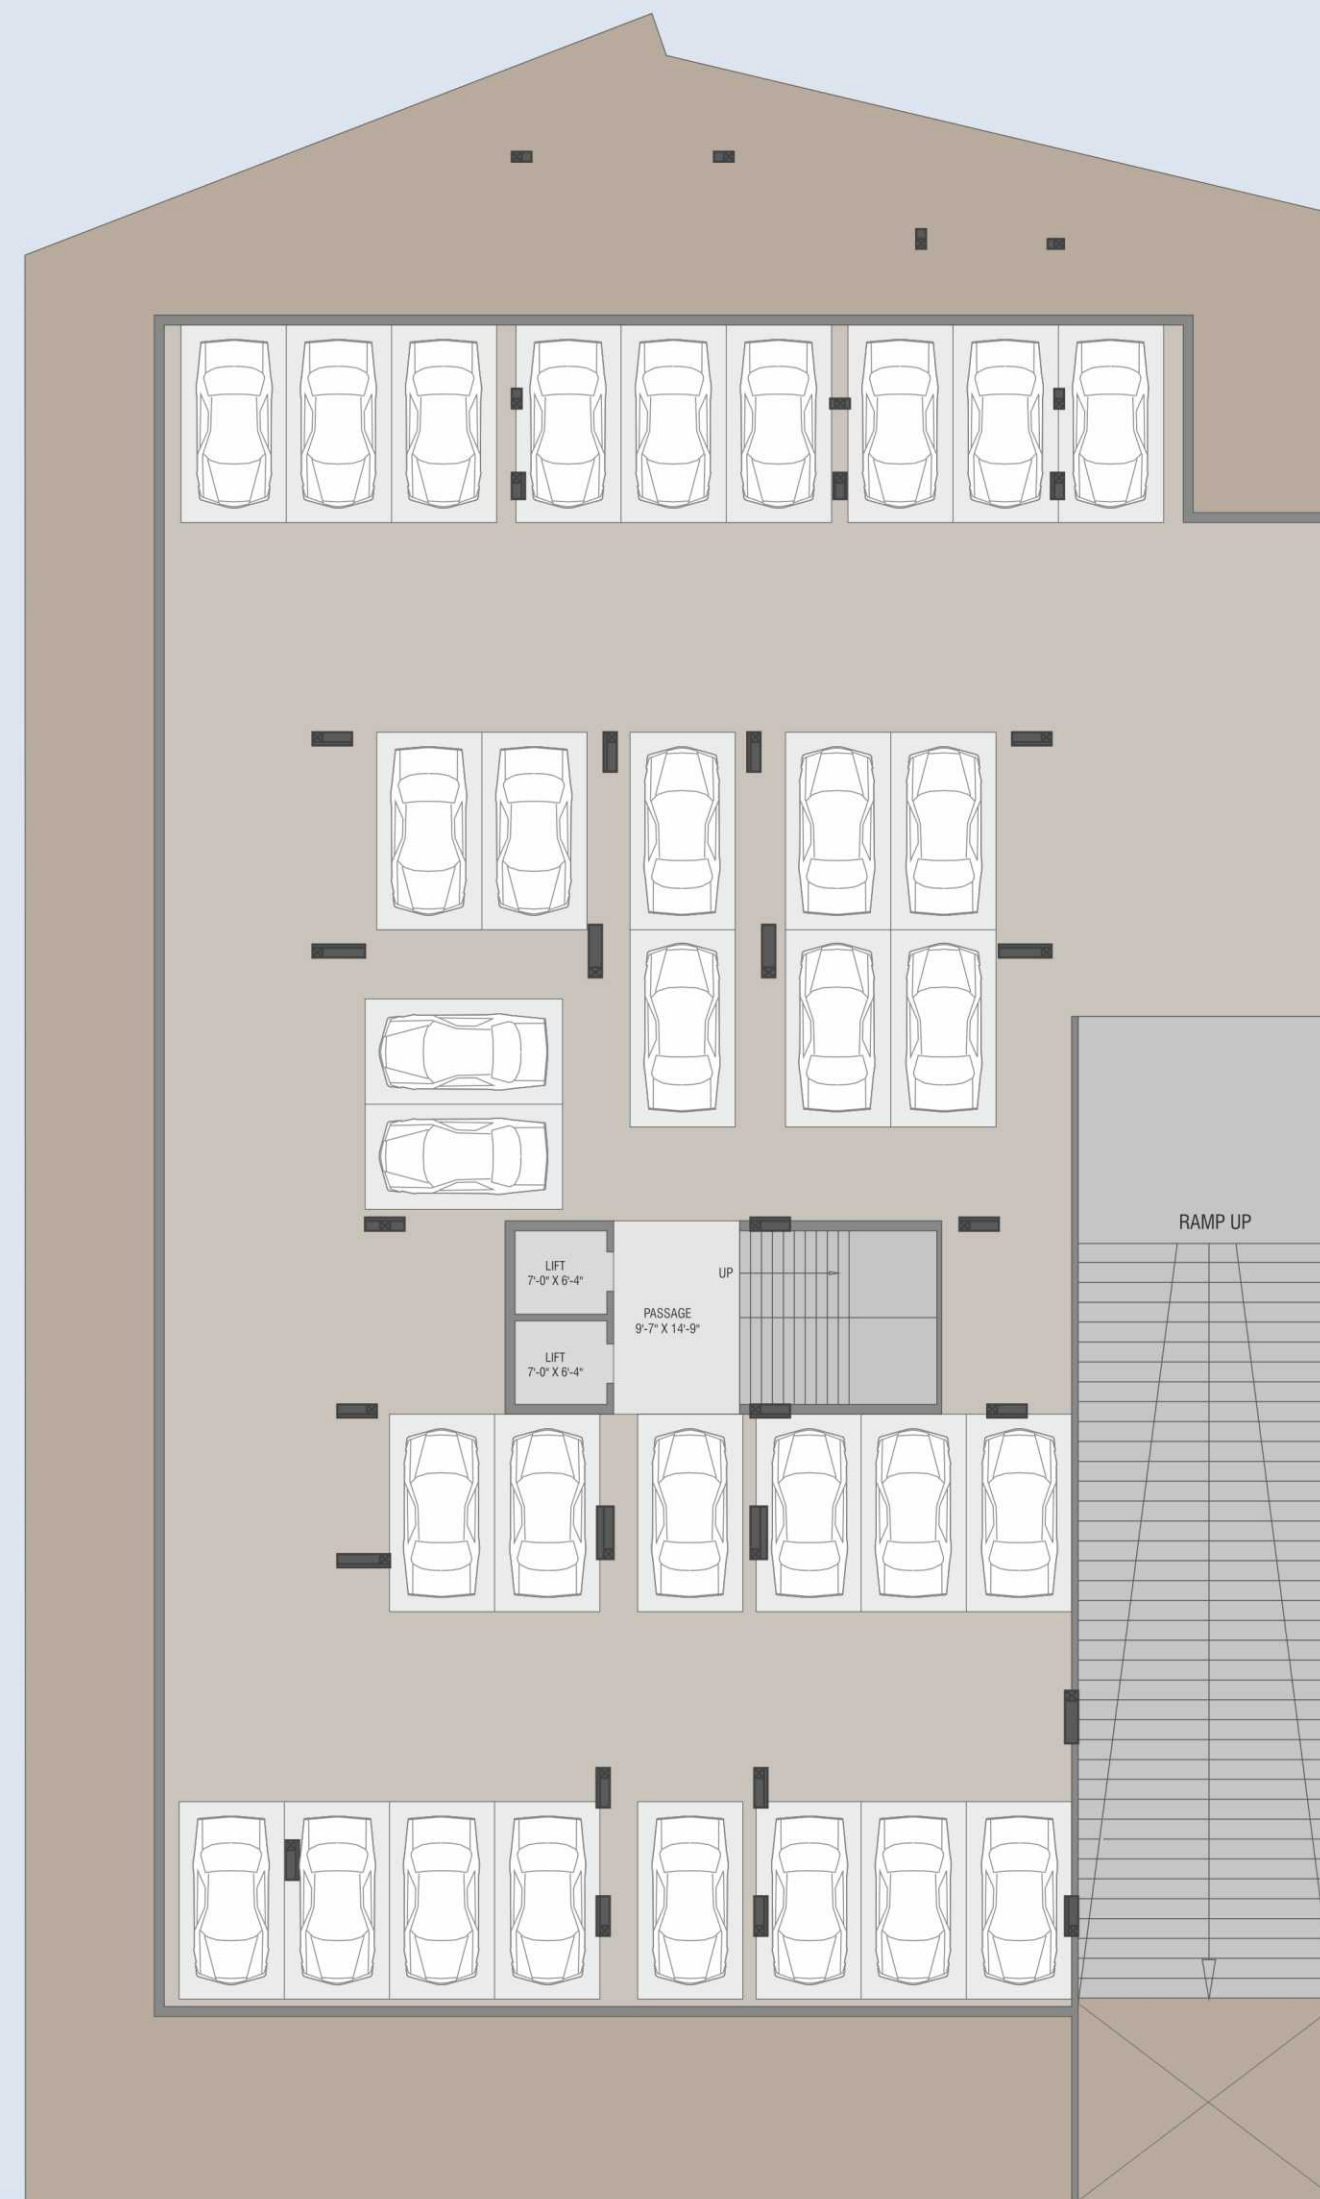 RAMP UP
LIFT
7'-0" X 6'-4"
UP
PASSAGE
9'-7" X 14'-9"
LIFT
7'-0" X 6'-4"